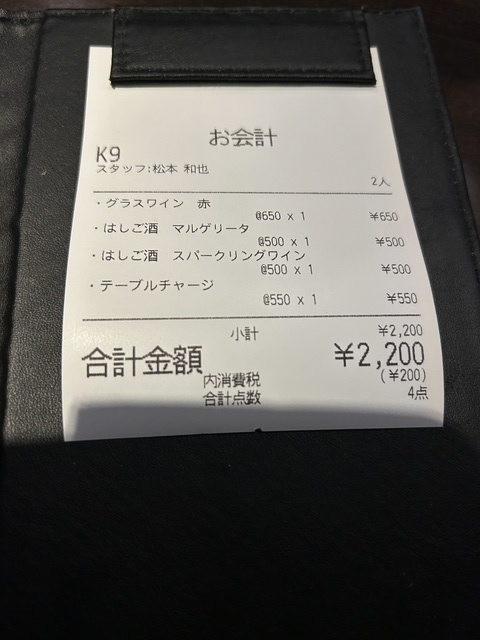 お会計
K9
スタッフ:松本 和也
2人
・グラスワイン 赤
@650 x 1 ¥650
・はしご酒 マルゲリータ
@500 x 1 ¥500
・はしご酒 スパークリングワイン
@500 x 1 ¥500
・テーブルチャージ
@550 x 1 ¥550
小計 ¥2,200
合計金額 ¥2,200
内消費税 (¥200)
合計点数 4点